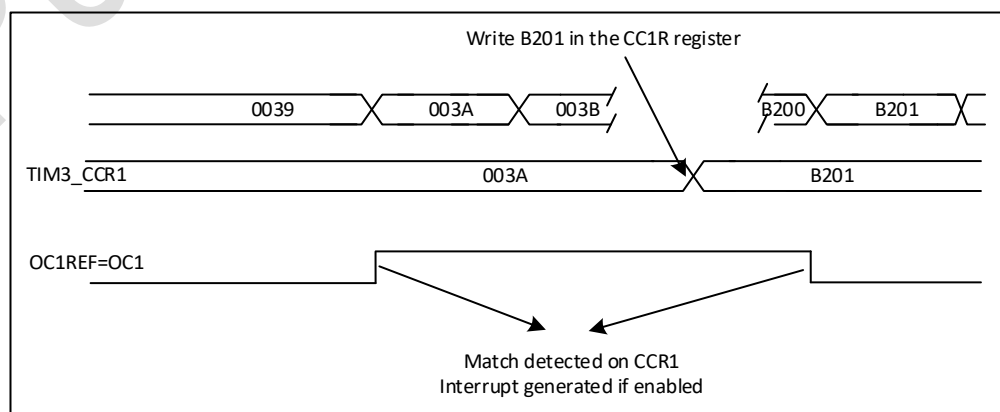 Write B201 in the CC1R register
0039 003A 003B B200 B201
TIM3_CCR1 003A B201
OC1REF=OC1
Match detected on CCR1
Interrupt generated if enabled